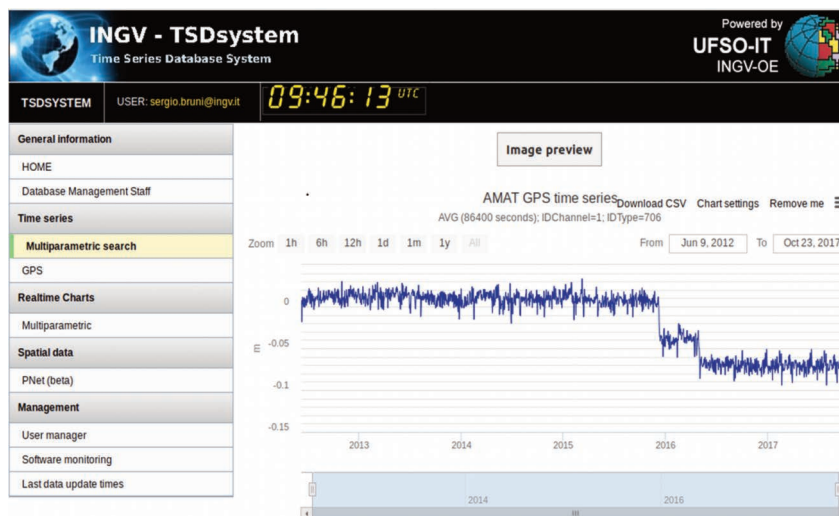 INGV - TSDsystem
Time Series Database System
Powered by
UFSO-IT
INGV-OE
TSDSYSTEM
USER: sergio.bruni@ingv.it
09:46:13 UTC
General information
HOME
Database Management Staff
Time series
Multiparametric search
GPS
Realtime Charts
Multiparametric
Spatial data
PNet (beta)
Management
User manager
Software monitoring
Last data update times
Image preview
AMAT GPS time series
Download CSV Chart settings Remove me
AVG (86400 seconds); IDChannel=1; IDType=706
Zoom 1h 6h 12h 1d 1m 1y All
From Jun 9, 2012 To Oct 23, 2017
0
-0.05
-0.1
-0.15
m
2013 2014 2015 2016 2017
2014 2016